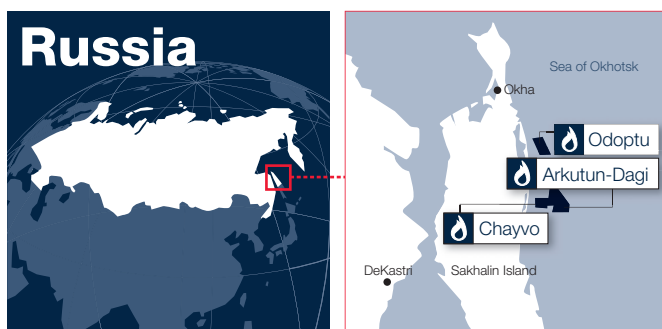 Russia
Sea of Okhotsk
Okha
Odoptu
Arkutun-Dagi
Chayvo
DeKastri
Sakhalin Island